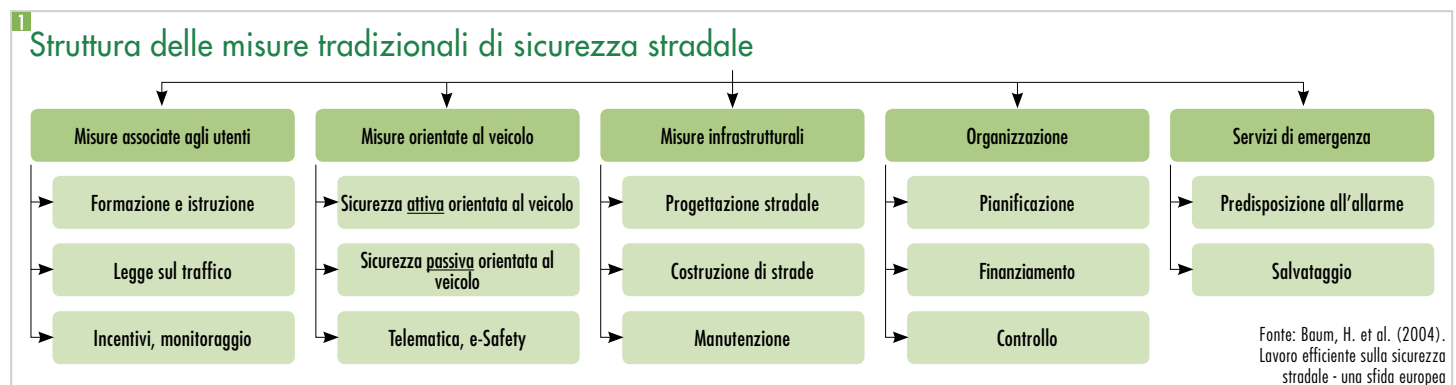 1
Struttura delle misure tradizionali di sicurezza stradale
Misure associate agli utenti
Formazione e istruzione
Legge sul traffico
Incentivi, monitoraggio
Misure orientate al veicolo
Sicurezza attiva orientata al veicolo
Sicurezza passiva orientata al
veicolo
Telematica, e-Safety
Misure infrastrutturali
Progettazione stradale
Costruzione di strade
Manutenzione
Organizzazione
Pianificazione
Finanziamento
Controllo
Servizi di emergenza
Predisposizione all'allarme
Salvataggio
Fonte: Baum, H. et al. (2004).
Lavoro efficiente sulla sicurezza
stradale - una sfida europea